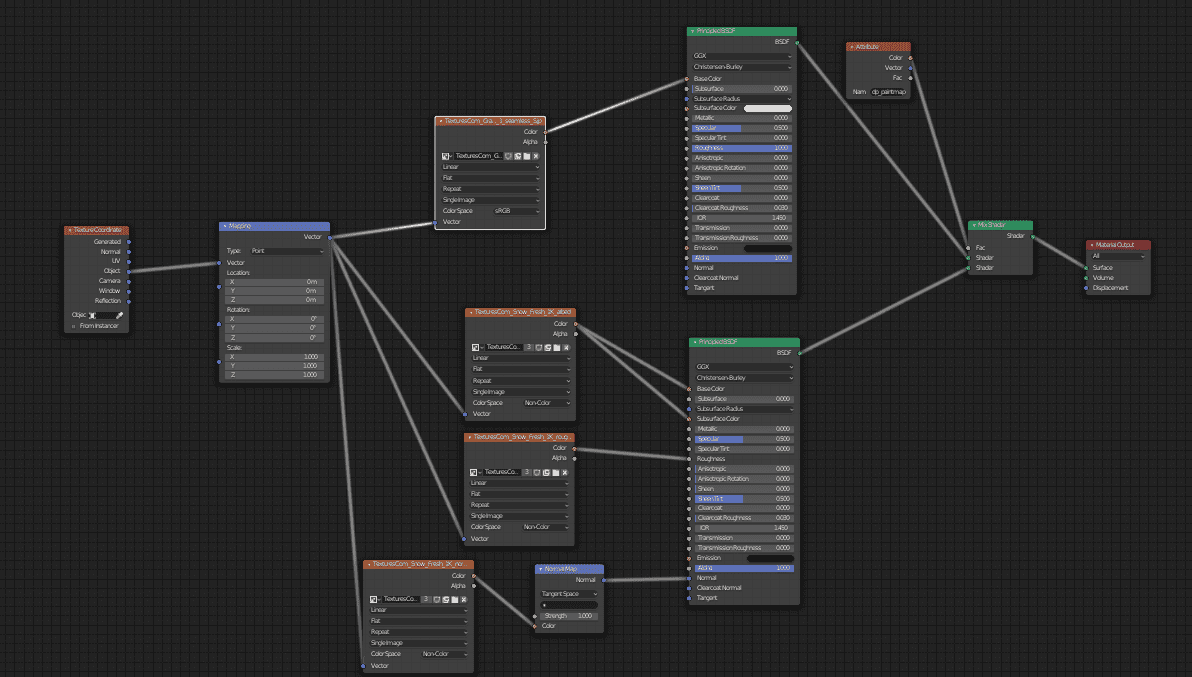 Texture Coordinate
Generated
Normal
UV
Object
Camera
Window
Reflection
Objec
From Instancer
Mapping
Vector
Type: Point
Vector
Location:
X 0 m
Y 0 m
Z 0 m
Rotation:
X 0°
Y 0°
Z 0°
Scale:
X 1.000
Y 1.000
Z 1.000
TexturesCom_Gra..._1_seamless_S.jp
Color
Alpha
TexturesCom_G..
Linear
Flat
Repeat
Single Image
Color Space sRGB
Vector
TexturesCom_Snow_Fresh_2K_albed
Color
Alpha
TexturesCo... 3
Linear
Flat
Repeat
Single Image
Color Space Non-Color
Vector
TexturesCom_Snow_Fresh_2K_roug...
Color
Alpha
TexturesCo... 3
Linear
Flat
Repeat
Single Image
Color Space Non-Color
Vector
TexturesCom_Snow_Fresh_2K_nor...
Color
Alpha
TexturesCo... 3
Linear
Flat
Repeat
Single Image
Color Space Non-Color
Vector
Normal Map
Normal
Tangent Space
Strength 1.000
Color
Principled BSDF
BSDF
GGX
Christensen-Burley
Base Color
Subsurface 0.000
Subsurface Radius
Subsurface Color
Metallic 0.000
Specular 0.500
Specular Tint 0.000
Roughness 1.000
Anisotropic 0.000
Anisotropic Rotation 0.000
Sheen 0.000
Sheen Tint 0.500
Clearcoat 0.000
Clearcoat Roughness 0.030
IOR 1.450
Transmission 0.000
Transmission Roughness 0.000
Emission
Alpha 1.000
Normal
Clearcoat Normal
Tangent
Principled BSDF
BSDF
GGX
Christensen-Burley
Base Color
Subsurface 0.000
Subsurface Radius
Subsurface Color
Metallic 0.000
Specular 0.500
Specular Tint 0.000
Roughness
Anisotropic 0.000
Anisotropic Rotation 0.000
Sheen 0.000
Sheen Tint 0.500
Clearcoat 0.000
Clearcoat Roughness 0.030
IOR 1.450
Transmission 0.000
Transmission Roughness 0.000
Emission
Alpha 1.000
Normal
Clearcoat Normal
Tangent
Attribute
Color
Vector
Fac
Nam dp_paintmap
Mix Shader
Shader
Fac
Shader
Shader
Material Output
All
Surface
Volume
Displacement